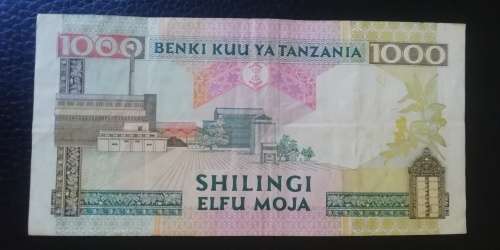 1000 BENKI KUU YA TANZANIA 1000
SHILINGI
ELFU MOJA